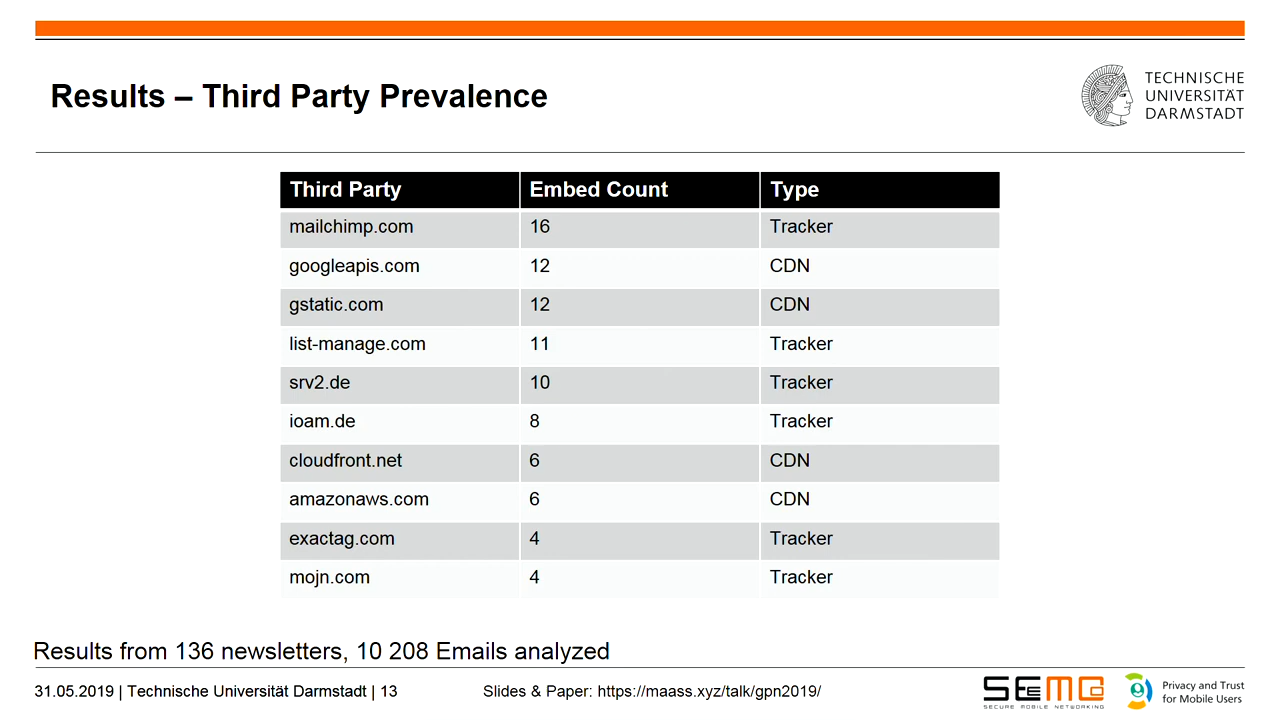 Results – Third Party Prevalence
TECHNISCHE
UNIVERSITÄT
DARMSTADT
Third Party Embed Count Type
mailchimp.com 16 Tracker
googleapis.com 12 CDN
gstatic.com 12 CDN
list-manage.com 11 Tracker
srv2.de 10 Tracker
ioam.de 8 Tracker
cloudfront.net 6 CDN
amazonaws.com 6 CDN
exactag.com 4 Tracker
mojn.com 4 Tracker
Results from 136 newsletters, 10 208 Emails analyzed
31.05.2019 | Technische Universität Darmstadt | 13 Slides & Paper: https://maass.xyz/talk/gpn2019/
SEEMOO
SECURE MOBILE NETWORKING
Privacy and Trust
for Mobile Users